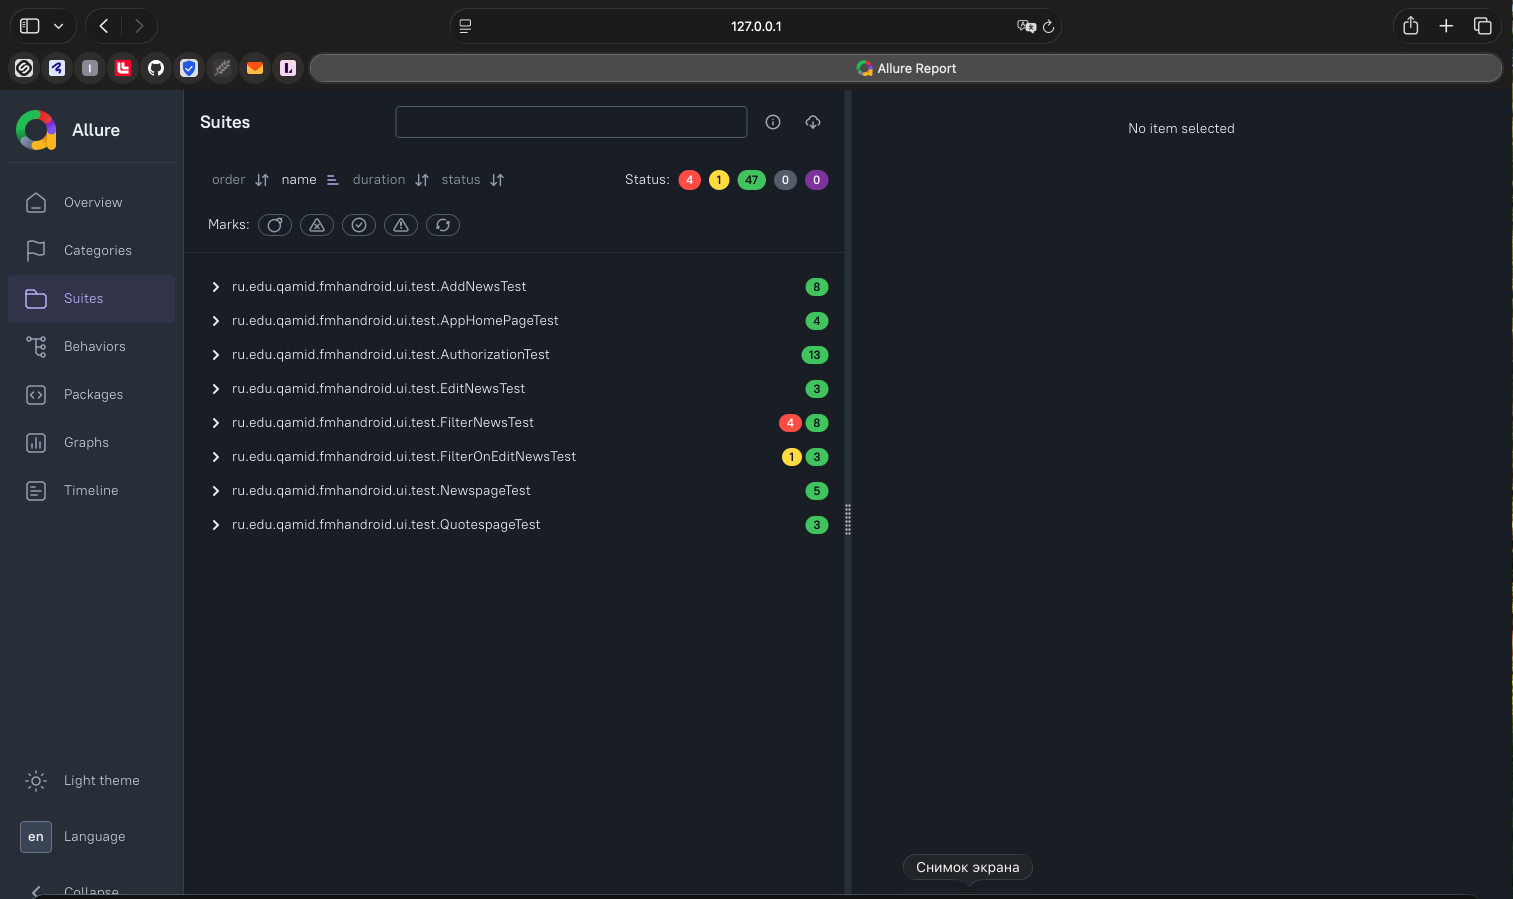 127.0.0.1
Allure Report
Allure
Overview
Categories
Suites
Behaviors
Packages
Graphs
Timeline
Light theme
en Language
Collapse
Suites
order name duration status Status: 4 1 47 0 0
Marks:
ru.edu.qamid.fmhandroid.ui.test.AddNewsTest 8
ru.edu.qamid.fmhandroid.ui.test.AppHomePageTest 4
ru.edu.qamid.fmhandroid.ui.test.AuthorizationTest 13
ru.edu.qamid.fmhandroid.ui.test.EditNewsTest 3
ru.edu.qamid.fmhandroid.ui.test.FilterNewsTest 4 8
ru.edu.qamid.fmhandroid.ui.test.FilterOnEditNewsTest 1 3
ru.edu.qamid.fmhandroid.ui.test.NewspageTest 5
ru.edu.qamid.fmhandroid.ui.test.QuotespageTest 3
No item selected
Снимок экрана